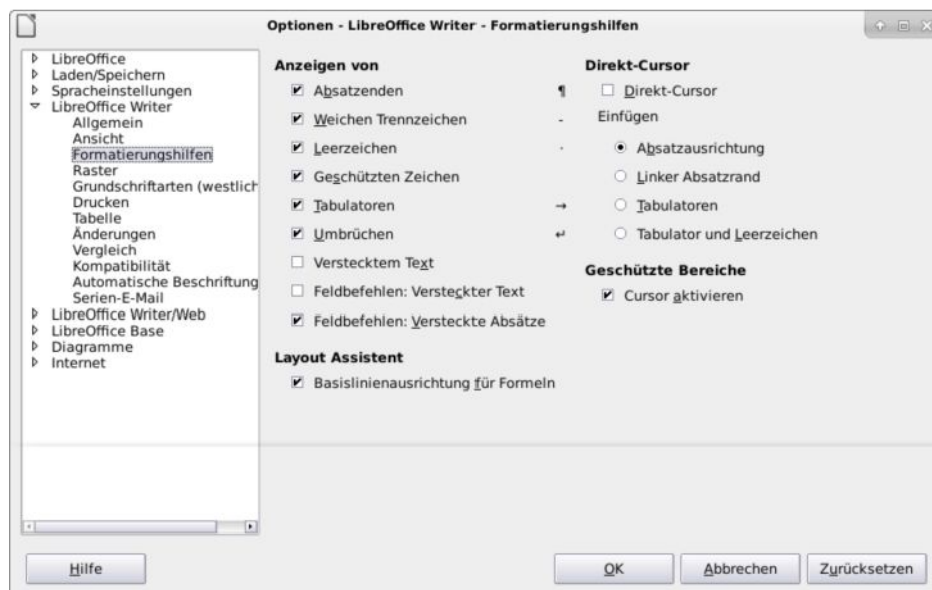 Optionen - LibreOffice Writer - Formatierungshilfen
LibreOffice
Laden/Speichern
Spracheinstellungen
LibreOffice Writer
Allgemein
Ansicht
Formatierungshilfen
Raster
Grundschriftarten (westlich
Drucken
Tabelle
Änderungen
Vergleich
Kompatibilität
Automatische Beschriftung
Serien-E-Mail
LibreOffice Writer/Web
LibreOffice Base
Diagramme
Internet
Anzeigen von
Absatzenden ¶
Weichen Trennzeichen -
Leerzeichen ·
Geschützten Zeichen
Tabulatoren →
Umbrüchen ↵
Verstecktem Text
Feldbefehlen: Versteckter Text
Feldbefehlen: Versteckte Absätze
Layout Assistent
Basislinienausrichtung für Formeln
Direkt-Cursor
Direkt-Cursor
Einfügen
Absatzausrichtung
Linker Absatzrand
Tabulatoren
Tabulator und Leerzeichen
Geschützte Bereiche
Cursor aktivieren
Hilfe
OK
Abbrechen
Zurücksetzen